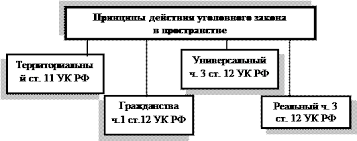 Принципы действия уголовного закона
в пространстве
Территориальны
й ст. 11 УК РФ
Универсальный
ч. 3 ст. 12 УК РФ
Гражданства
ч.1 ст.12 УК РФ
Реальный ч. 3
ст. 12 УК РФ